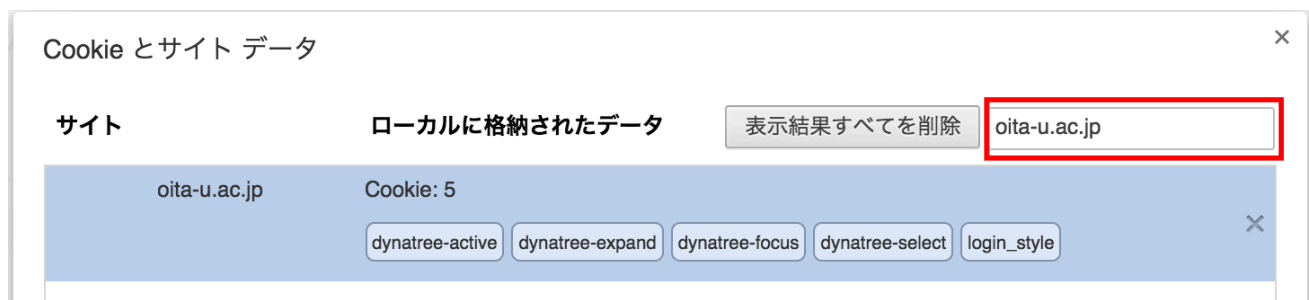 Cookie とサイト データ
×
サイト ローカルに格納されたデータ 表示結果すべてを削除 oita-u.ac.jp
oita-u.ac.jp Cookie: 5
dynatree-active dynatree-expand dynatree-focus dynatree-select login_style ×